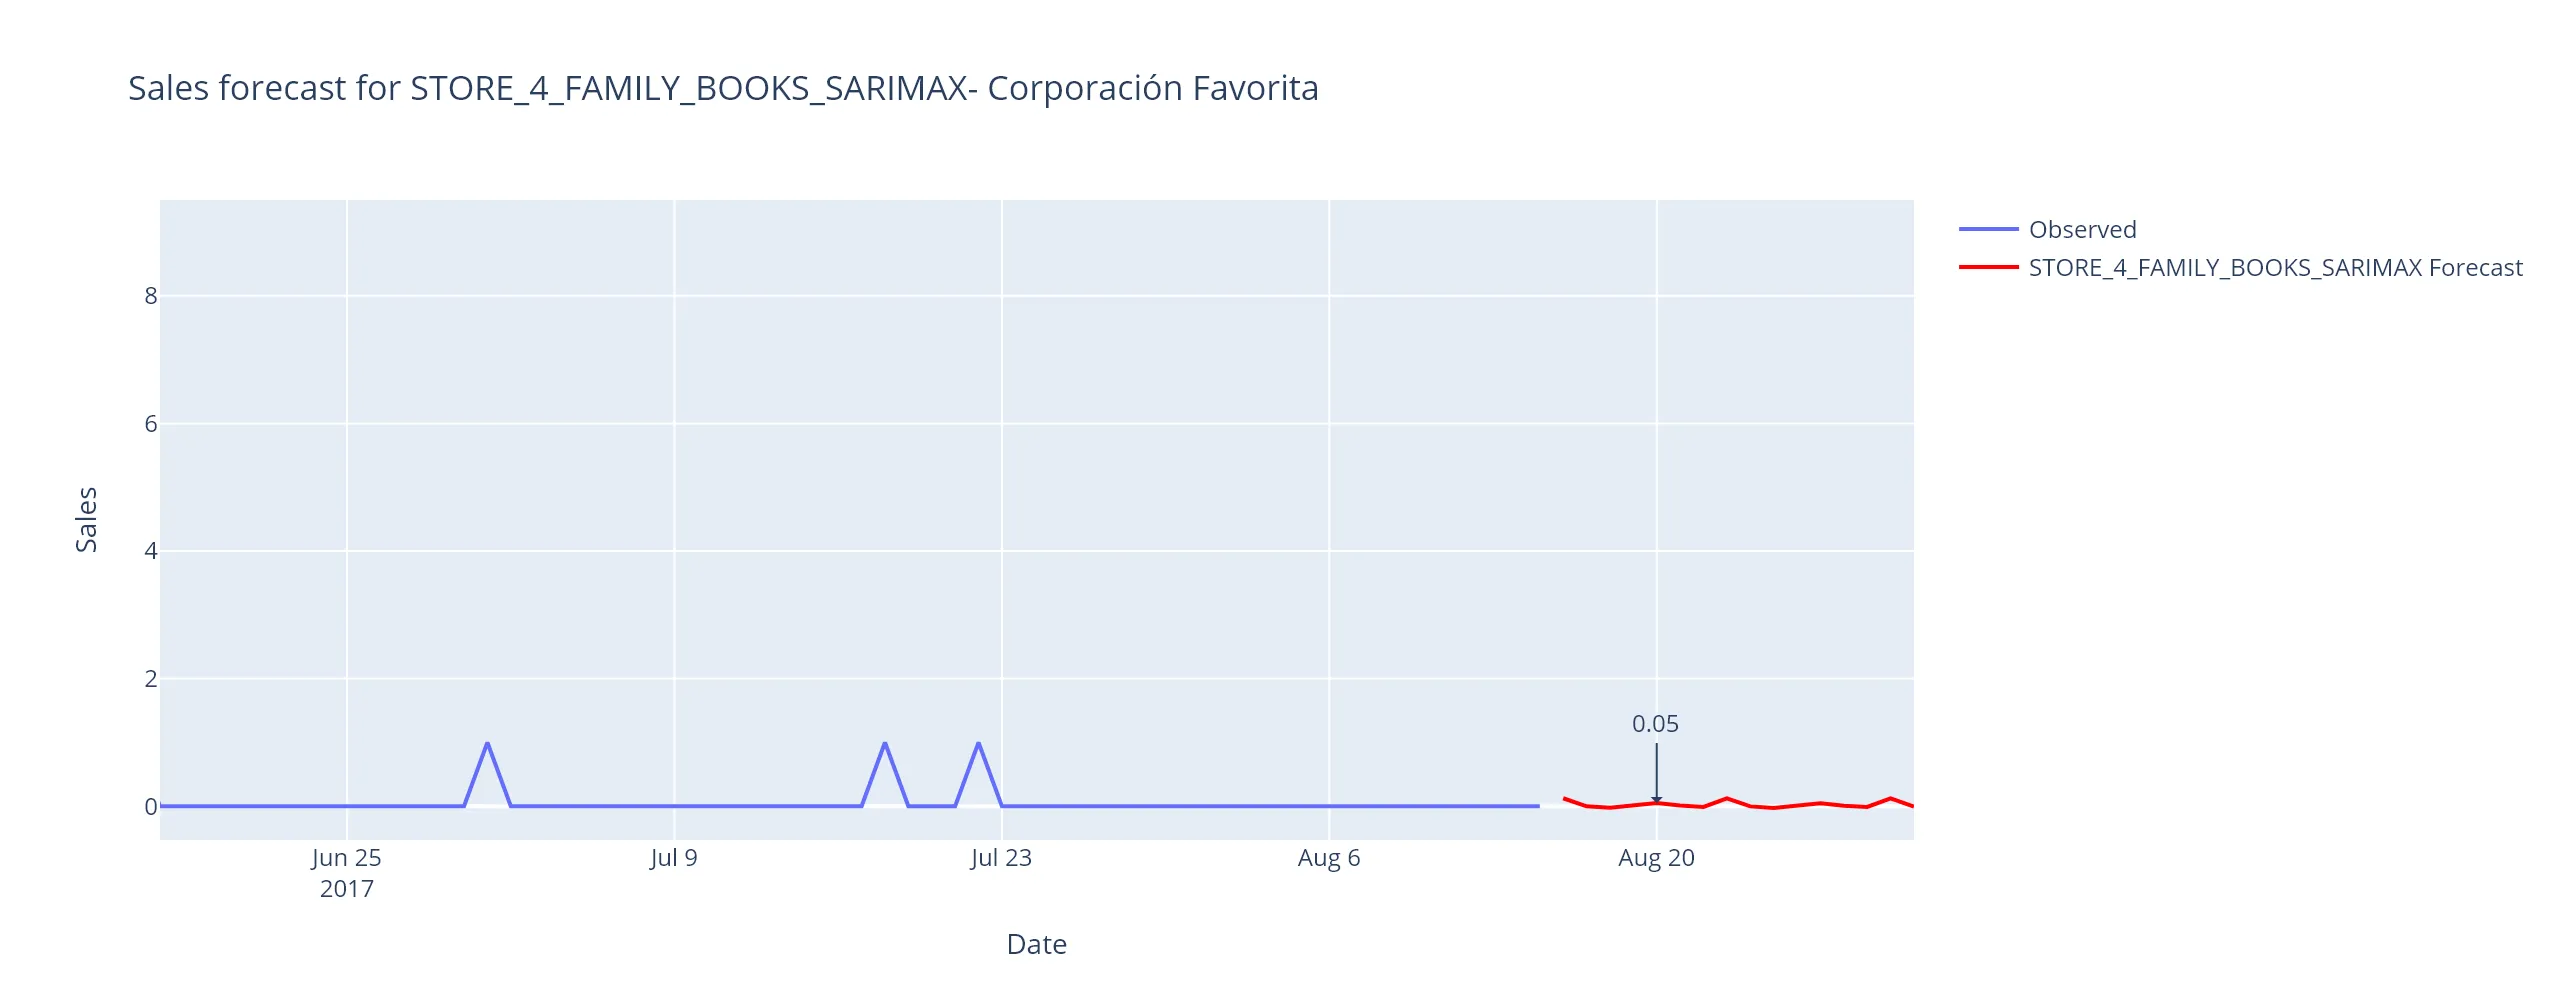 Sales forecast for STORE_4_FAMILY_BOOKS_SARIMAX- Corporación Favorita
Observed
STORE_4_FAMILY_BOOKS_SARIMAX Forecast
8
6
4
2
0
Sales
0.05
Jun 25
2017
Jul 9
Jul 23
Aug 6
Aug 20
Date